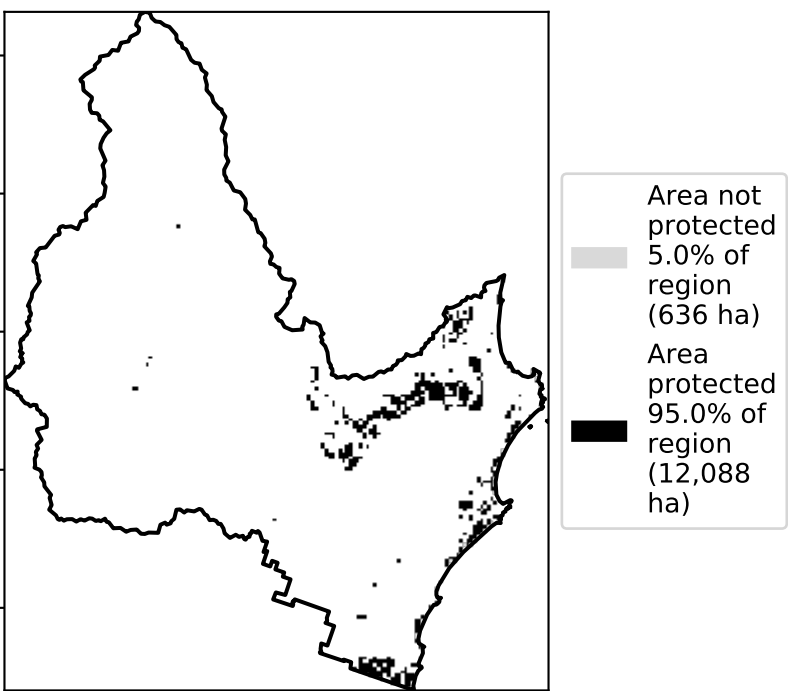 Area not
protected
5.0% of
region
(636 ha)
Area
protected
95.0% of
region
(12,088
ha)